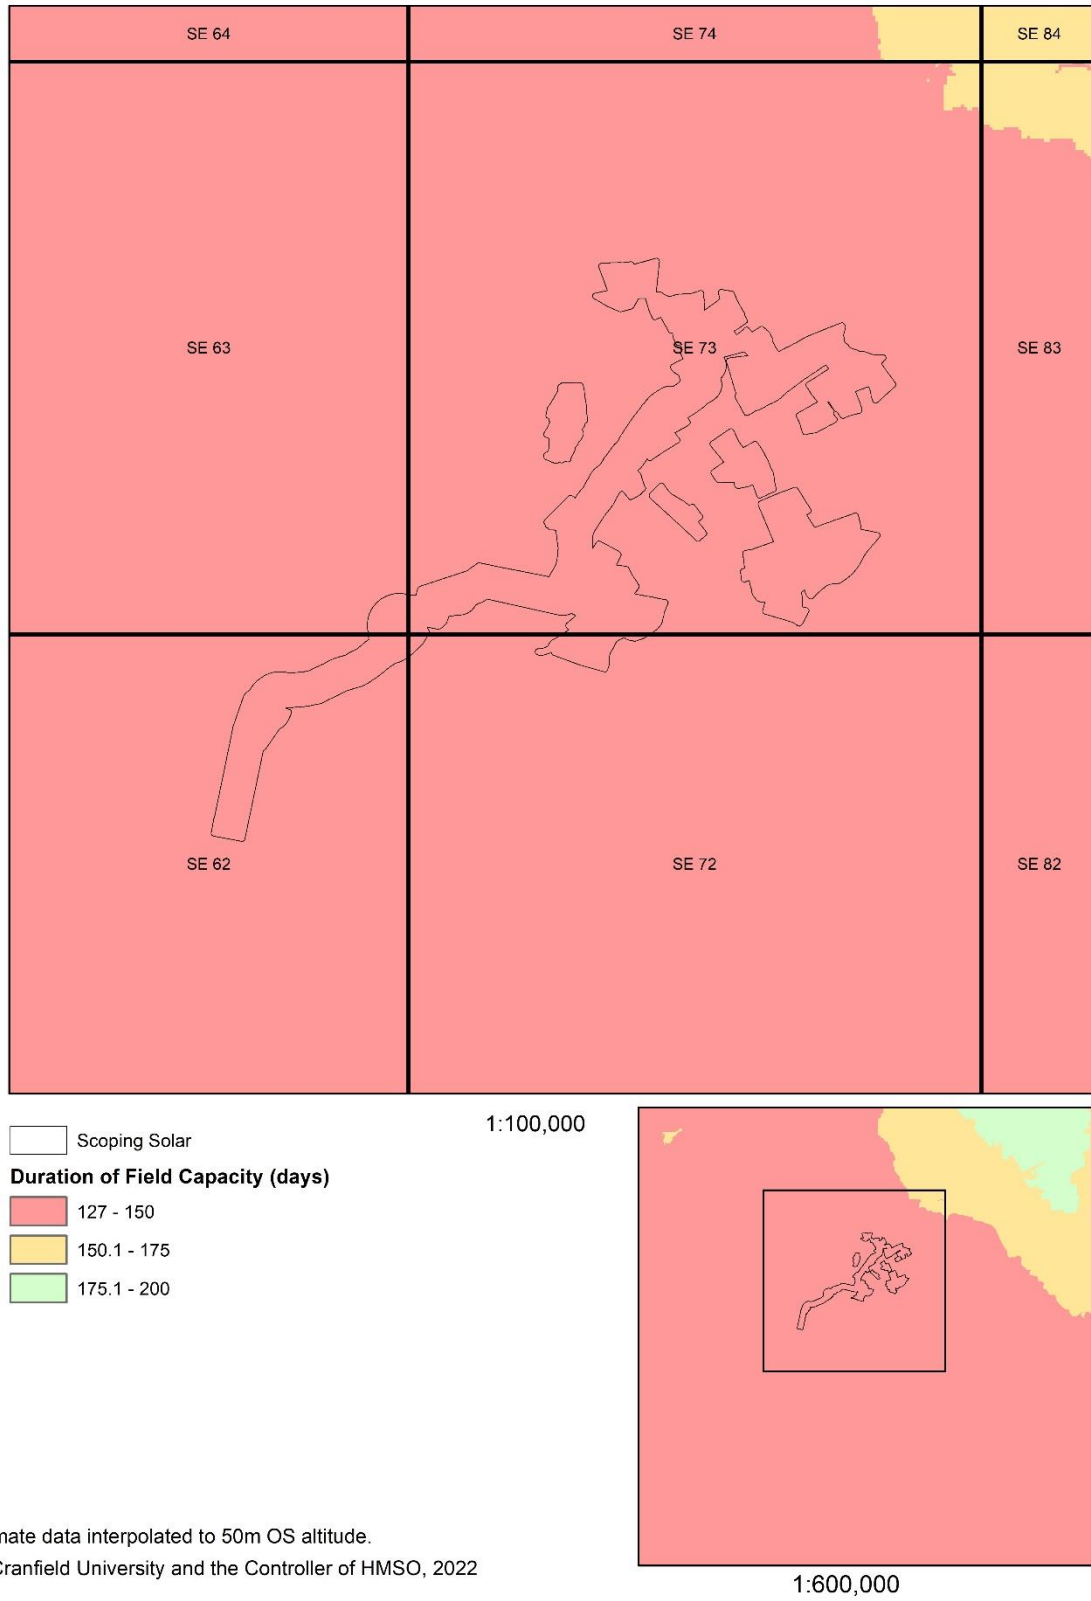 SE 64
SE 74
SE 84
SE 63
SE 73
SE 83
SE 62
SE 72
SE 82
1:100,000
Scoping Solar
Duration of Field Capacity (days)
127 - 150
150.1 - 175
175.1 - 200
data interpolated to 50m OS altitude.
Cranfield University and the Controller of HMSO, 2022
1:600,000